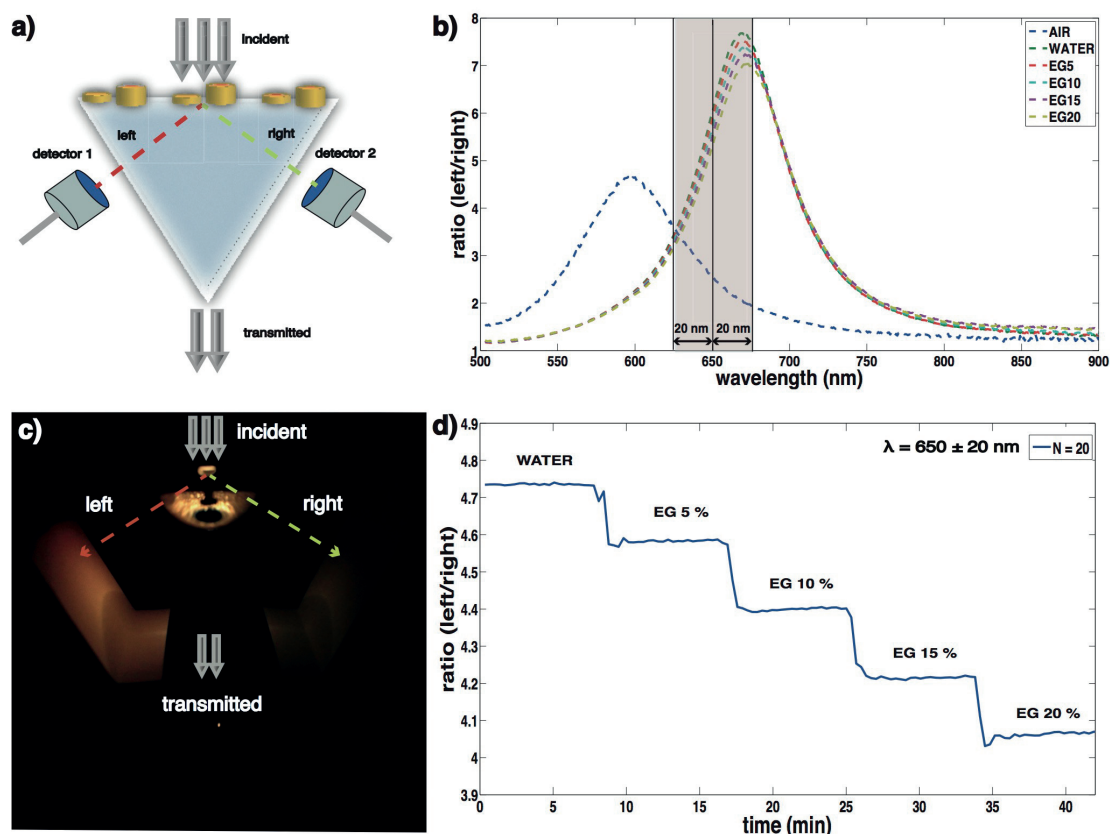 a)
incident
left
right
detector 1
detector 2
transmitted
b)
ratio (left/right)
8
7
6
5
4
3
2
1
AIR
WATER
EG5
EG10
EG15
EG20
20 nm
20 nm
500
550
600
650
700
750
800
850
900
wavelength (nm)
c)
incident
left
right
transmitted
d)
ratio (left/right)
4.9
4.8
4.7
4.6
4.5
4.4
4.3
4.2
4.1
4
3.9
WATER
λ = 650 ± 20 nm
N = 20
EG 5 %
EG 10 %
EG 15 %
EG 20 %
0
5
10
15
20
25
30
35
40
time (min)